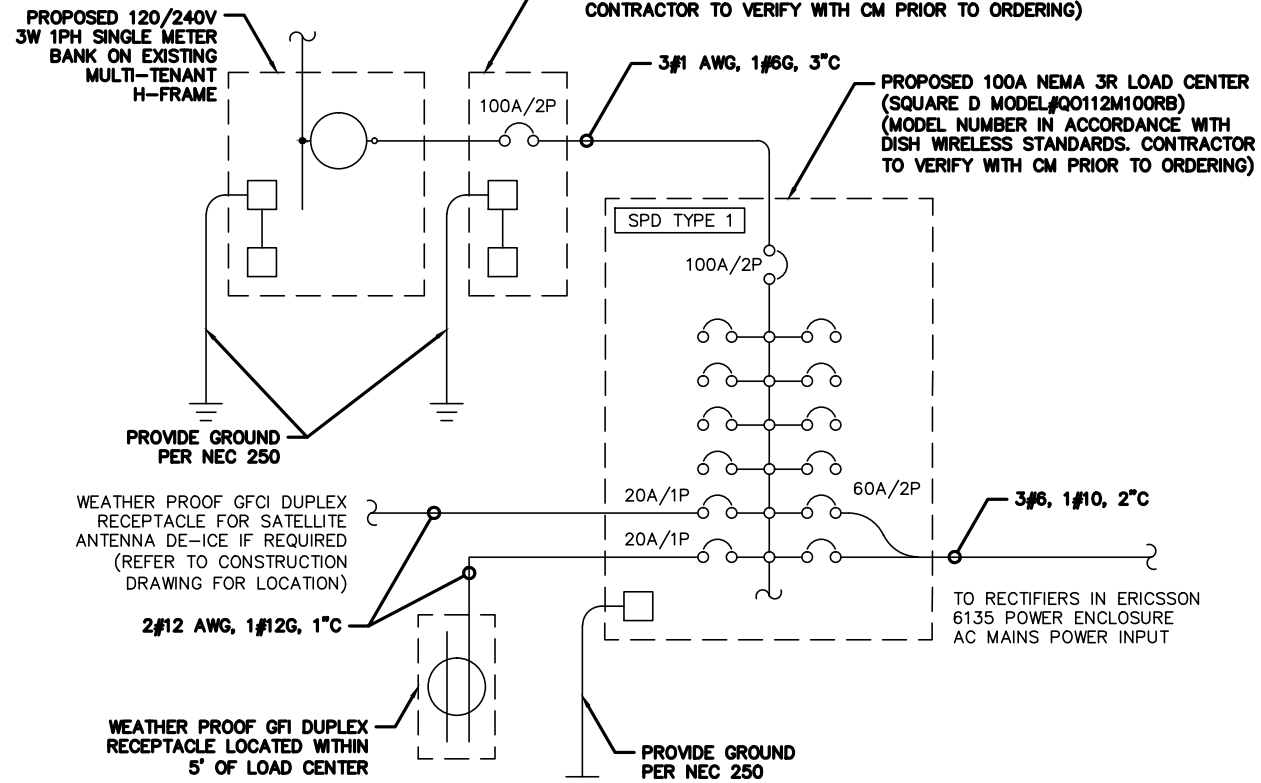 CONTRACTOR TO VERIFY WITH CM PRIOR TO ORDERING)
PROPOSED 120/240V
3W 1PH SINGLE METER
BANK ON EXISTING
MULTI-TENANT
H-FRAME
3#1 AWG, 1#6G, 3"C
100A/2P
PROPOSED 100A NEMA 3R LOAD CENTER
(SQUARE D MODEL#QO112M100RB)
(MODEL NUMBER IN ACCORDANCE WITH
DISH WIRELESS STANDARDS. CONTRACTOR
TO VERIFY WITH CM PRIOR TO ORDERING)
SPD TYPE 1
100A/2P
PROVIDE GROUND
PER NEC 250
WEATHER PROOF GFCI DUPLEX
RECEPTACLE FOR SATELLITE
ANTENNA DE-ICE IF REQUIRED
(REFER TO CONSTRUCTION
DRAWING FOR LOCATION)
20A/1P
60A/2P
3#6, 1#10, 2"C
20A/1P
2#12 AWG, 1#12G, 1"C
TO RECTIFIERS IN ERICSSON
6135 POWER ENCLOSURE
AC MAINS POWER INPUT
WEATHER PROOF GFI DUPLEX
RECEPTACLE LOCATED WITHIN
5' OF LOAD CENTER
PROVIDE GROUND
PER NEC 250